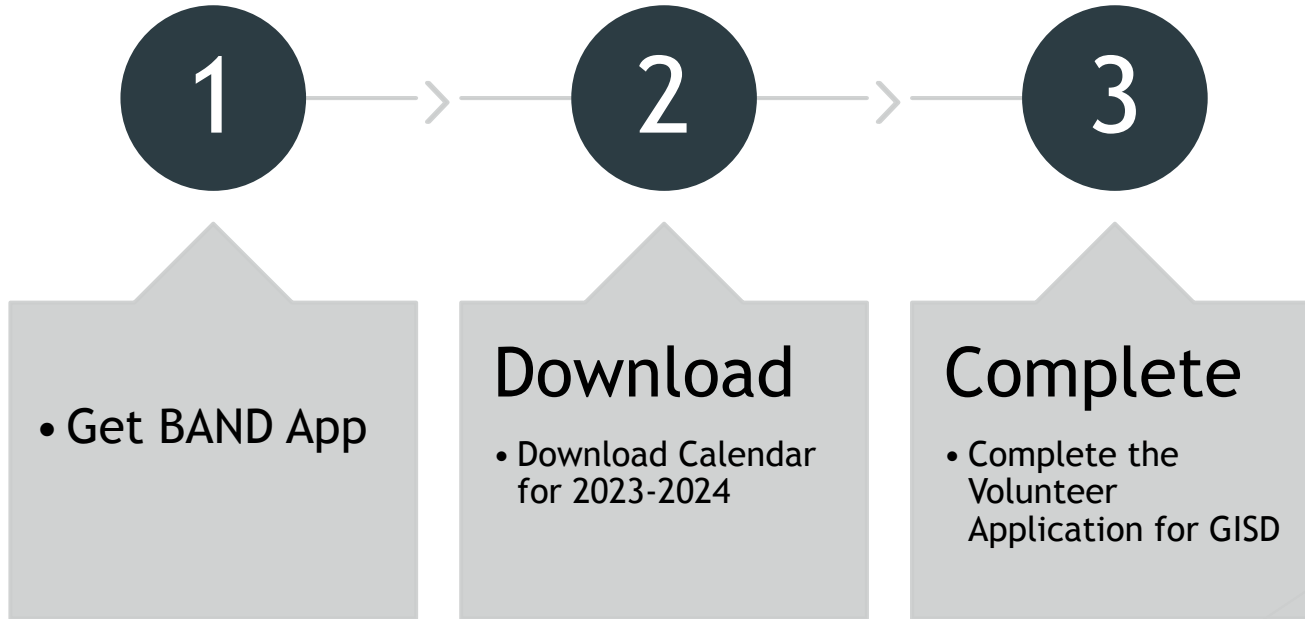 1
2
3
• Get BAND App
Download
• Download Calendar
for 2023-2024
Complete
• Complete the
Volunteer
Application for GISD